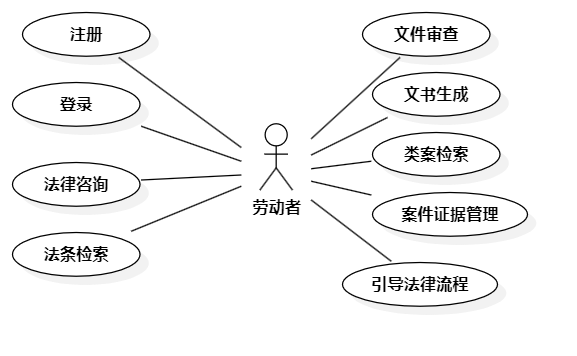 注册
登录
法律咨询
法条检索
劳动者
文件审查
文书生成
类案检索
案件证据管理
引导法律流程